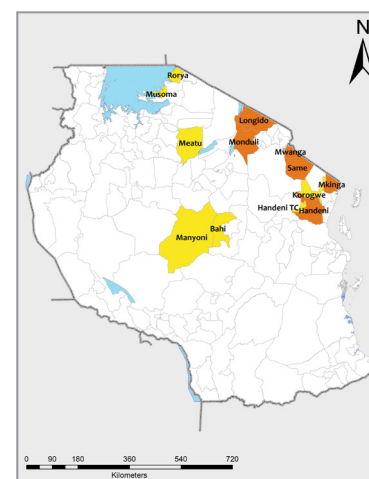 N
Rorya
Musoma
Longido
Meatu
Monduli
Mwanga
Same
Mkinga
Korogwe
Handeni TC
Handeni
Bahi
Manyoni
0 90 180 360 540 720
Kilometers